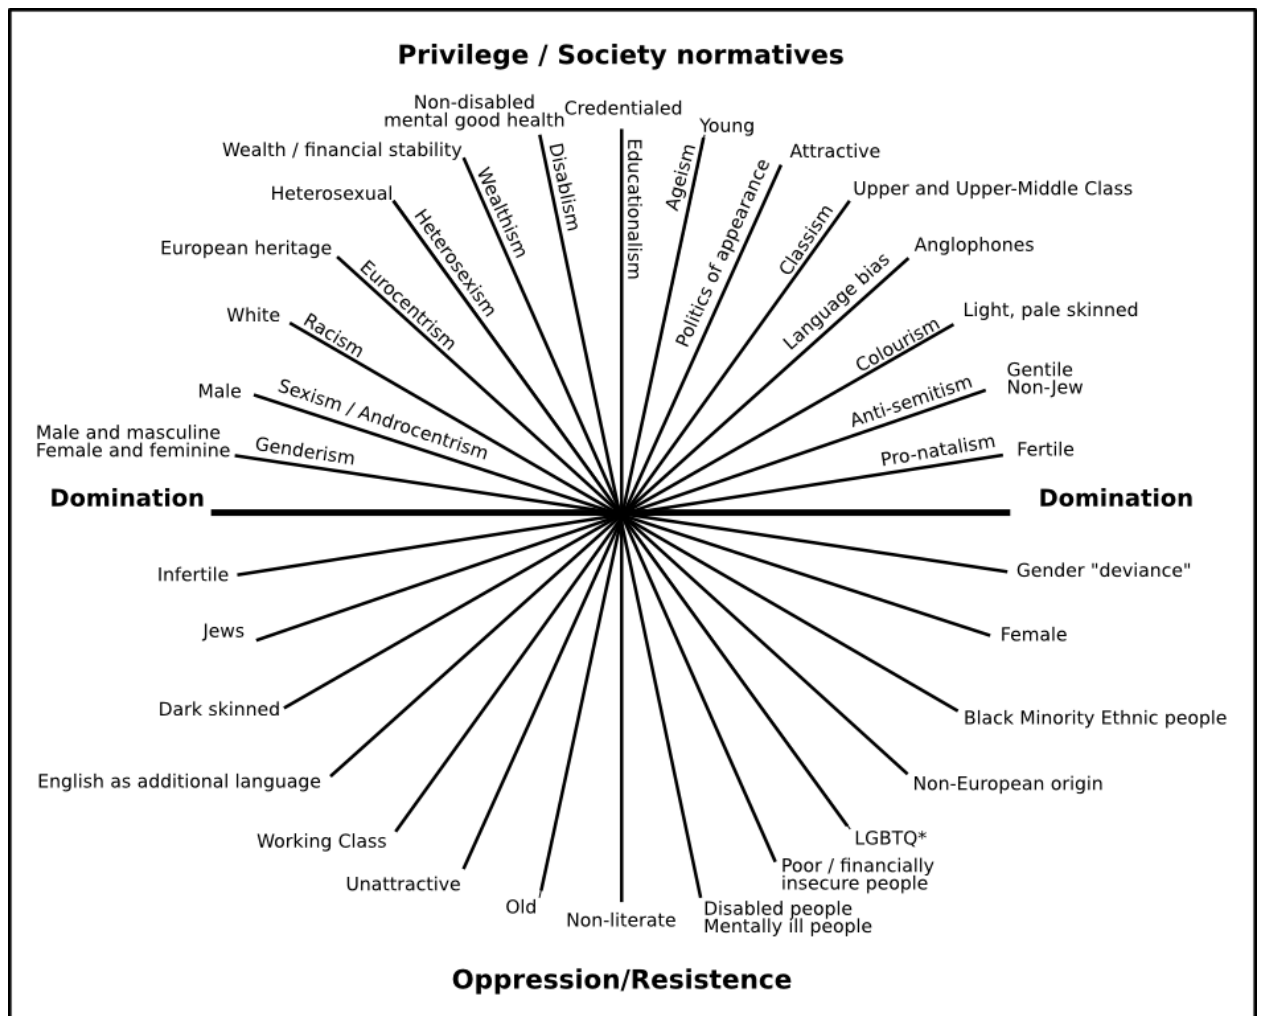 Privilege / Society normatives
Non-disabled
mental good health
Credentialed
Young
Wealth / financial stability
Attractive
Heterosexual
Upper and Upper-Middle Class
European heritage
Anglophones
White
Light, pale skinned
Male
Gentile
Non-Jew
Male and masculine
Female and feminine
Fertile
Genderism
Sexism / Androcentrism
Racism
Eurocentrism
Heterosexism
Wealthism
Disablism
Educationalism
Ageism
Politics of appearance
Classism
Language bias
Colourism
Anti-semitism
Pro-natalism
Domination
Domination
Infertile
Gender "deviance"
Jews
Female
Dark skinned
Black Minority Ethnic people
English as additional language
Non-European origin
Working Class
LGBTQ*
Unattractive
Poor / financially
insecure people
Old
Non-literate
Disabled people
Mentally ill people
Oppression/Resistence